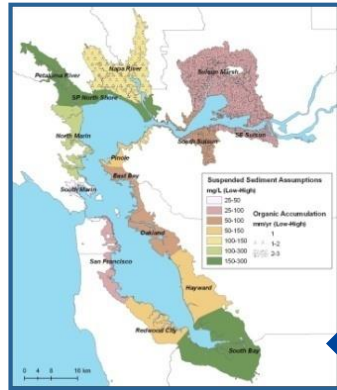 Napa River
Petaluma River
Suisun Marsh
SP North Shore
North Marin
South Suisun
SE Suisun
Pinole
East Bay
South Marin
Suspended Sediment Assumptions
mg/L (Low-High)
25-50
25-100
50-100
50-150
100-150
100-300
150-300
Organic Accumulation
mm/yr (Low-High)
1
1-2
2-3
Oakland
San Francisco
Hayward
Redwood City
South Bay
0 2 4 8 10 km